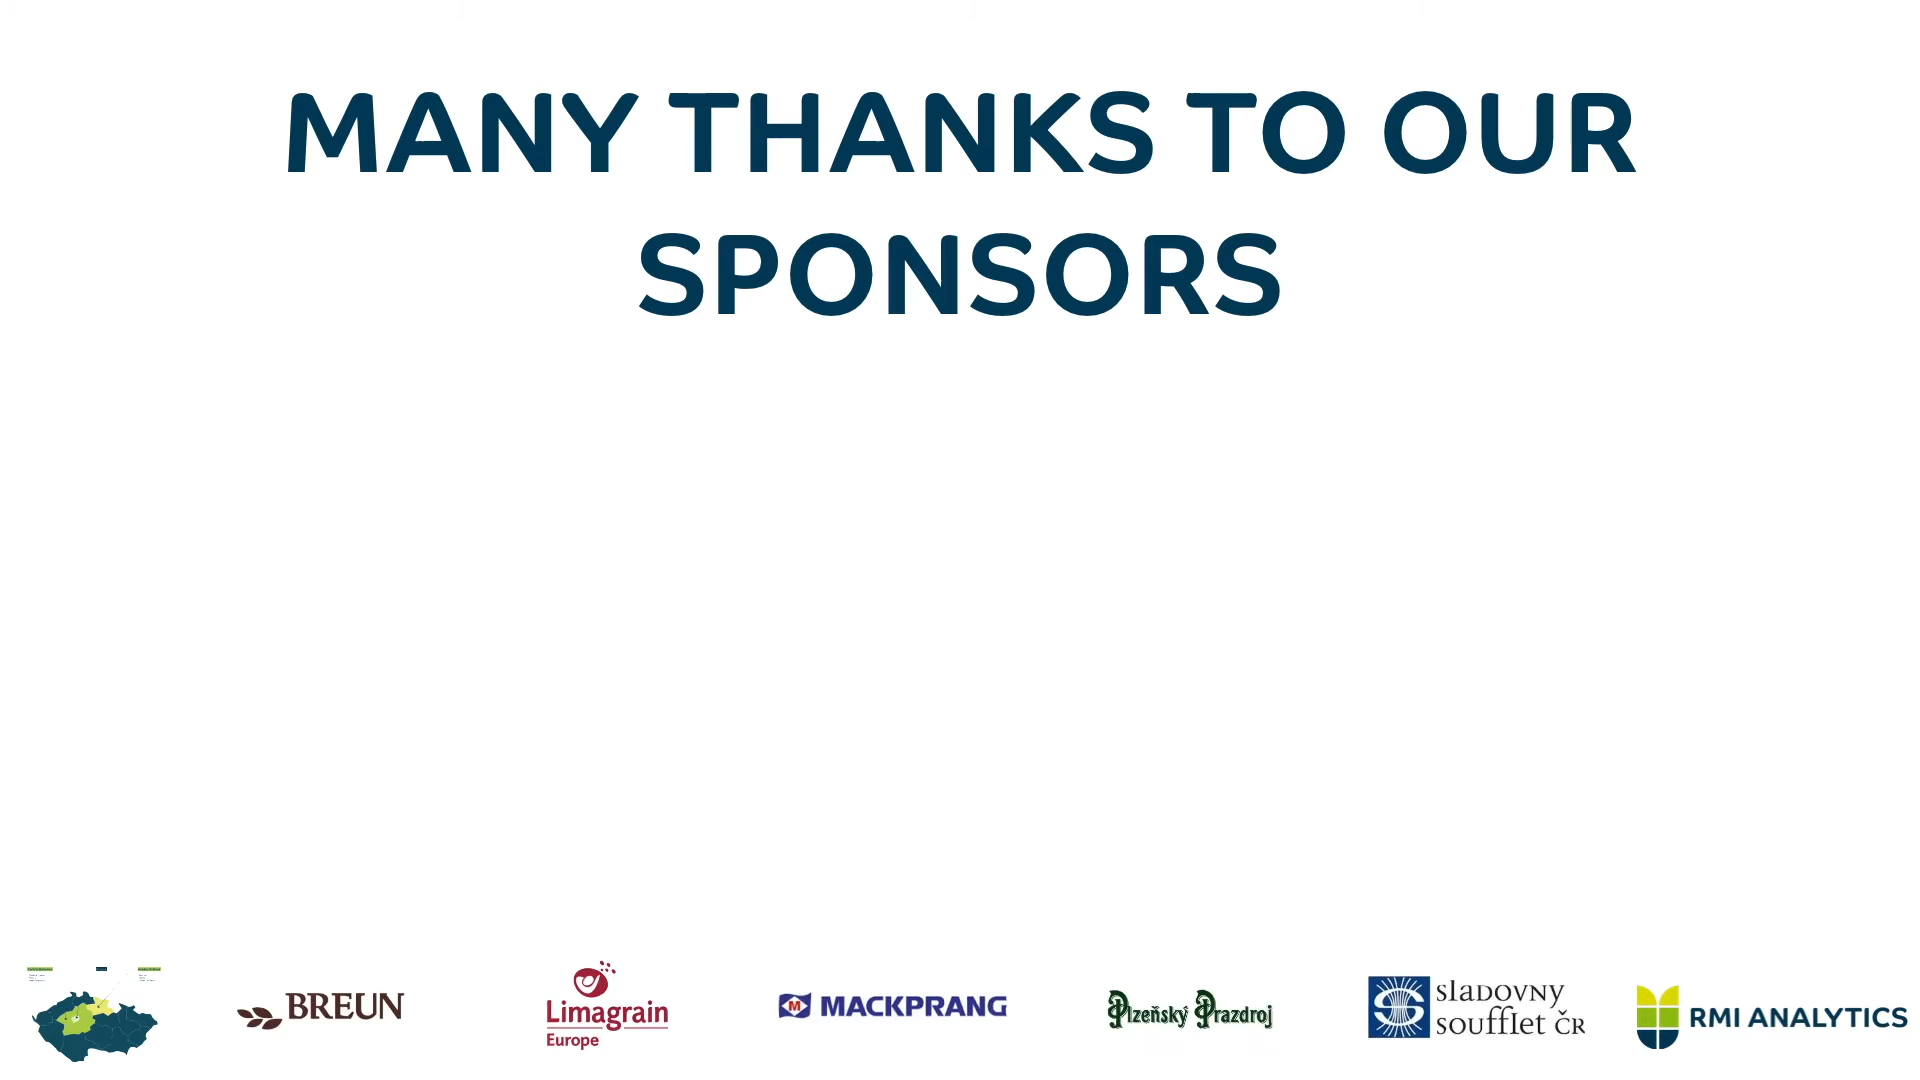 MANY THANKS TO OUR
SPONSORS
BREUN
Limagrain
Europe
MACKPRANG
Plzeňský Prazdroj
sladovny
soufflet čr
RMI ANALYTICS